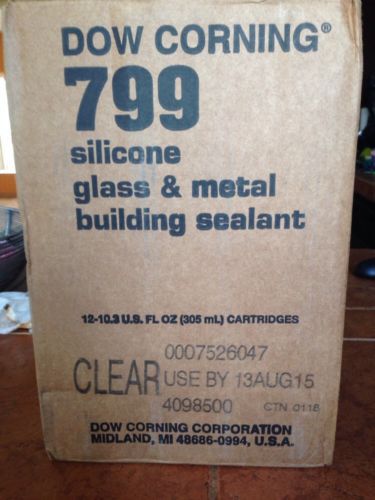 DOW CORNING®
799
silicone
glass & metal
building sealant
12-10.3 U.S. FL OZ (305 mL) CARTRIDGES
0007526047
CLEAR USE BY 13AUG15
4098500 CTN 0118
DOW CORNING CORPORATION
MIDLAND, MI 48686-0994, U.S.A.